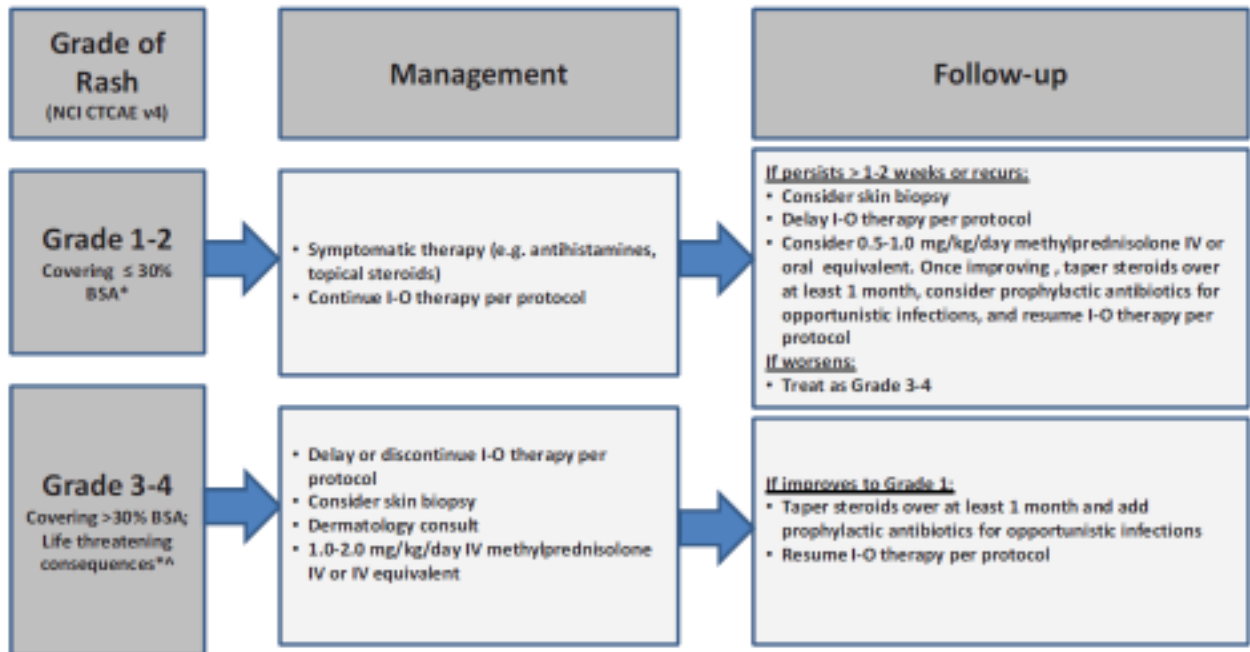 Grade of
Rash
(NCI CTCAE v4)
Management
Follow-up
Grade 1-2
Covering ≤ 30%
BSA*
• Symptomatic therapy (e.g. antihistamines,
topical steroids)
• Continue I-O therapy per protocol
If persists > 1-2 weeks or recurs:
• Consider skin biopsy
• Delay I-O therapy per protocol
• Consider 0.5-1.0 mg/kg/day methylprednisolone IV or
oral equivalent. Once improving , taper steroids over
at least 1 month, consider prophylactic antibiotics for
opportunistic infections, and resume I-O therapy per
protocol
If worsens:
• Treat as Grade 3-4
Grade 3-4
Covering >30% BSA;
Life threatening
consequences*^
• Delay or discontinue I-O therapy per
protocol
• Consider skin biopsy
• Dermatology consult
• 1.0-2.0 mg/kg/day IV methylprednisolone
IV or IV equivalent
If improves to Grade 1:
• Taper steroids over at least 1 month and add
prophylactic antibiotics for opportunistic infections
• Resume I-O therapy per protocol